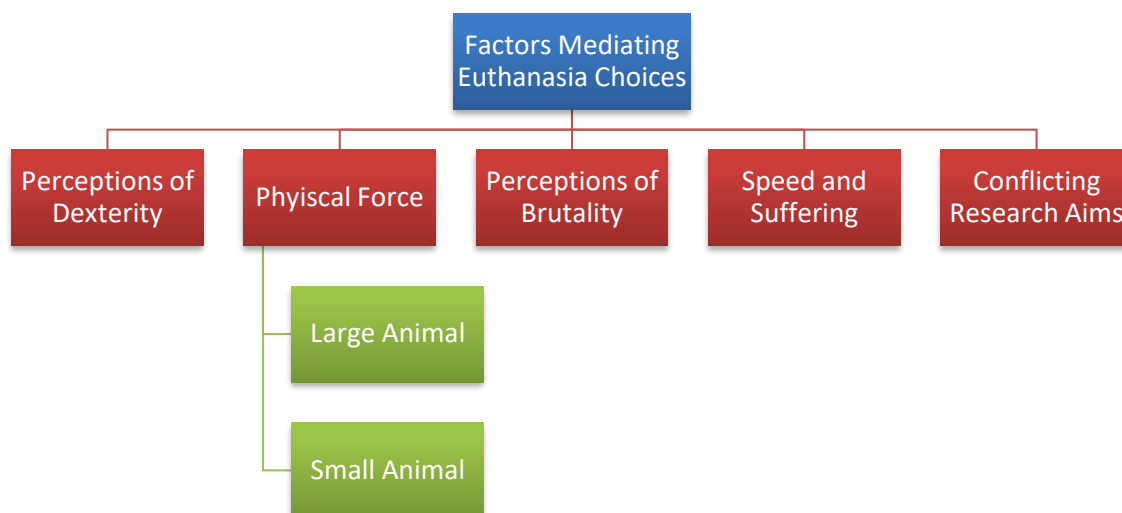 Factors Mediating
Euthanasia Choices
Perceptions of
Dexterity
Phyiscal Force
Perceptions of
Brutality
Speed and
Suffering
Conflicting
Research Aims
Large Animal
Small Animal